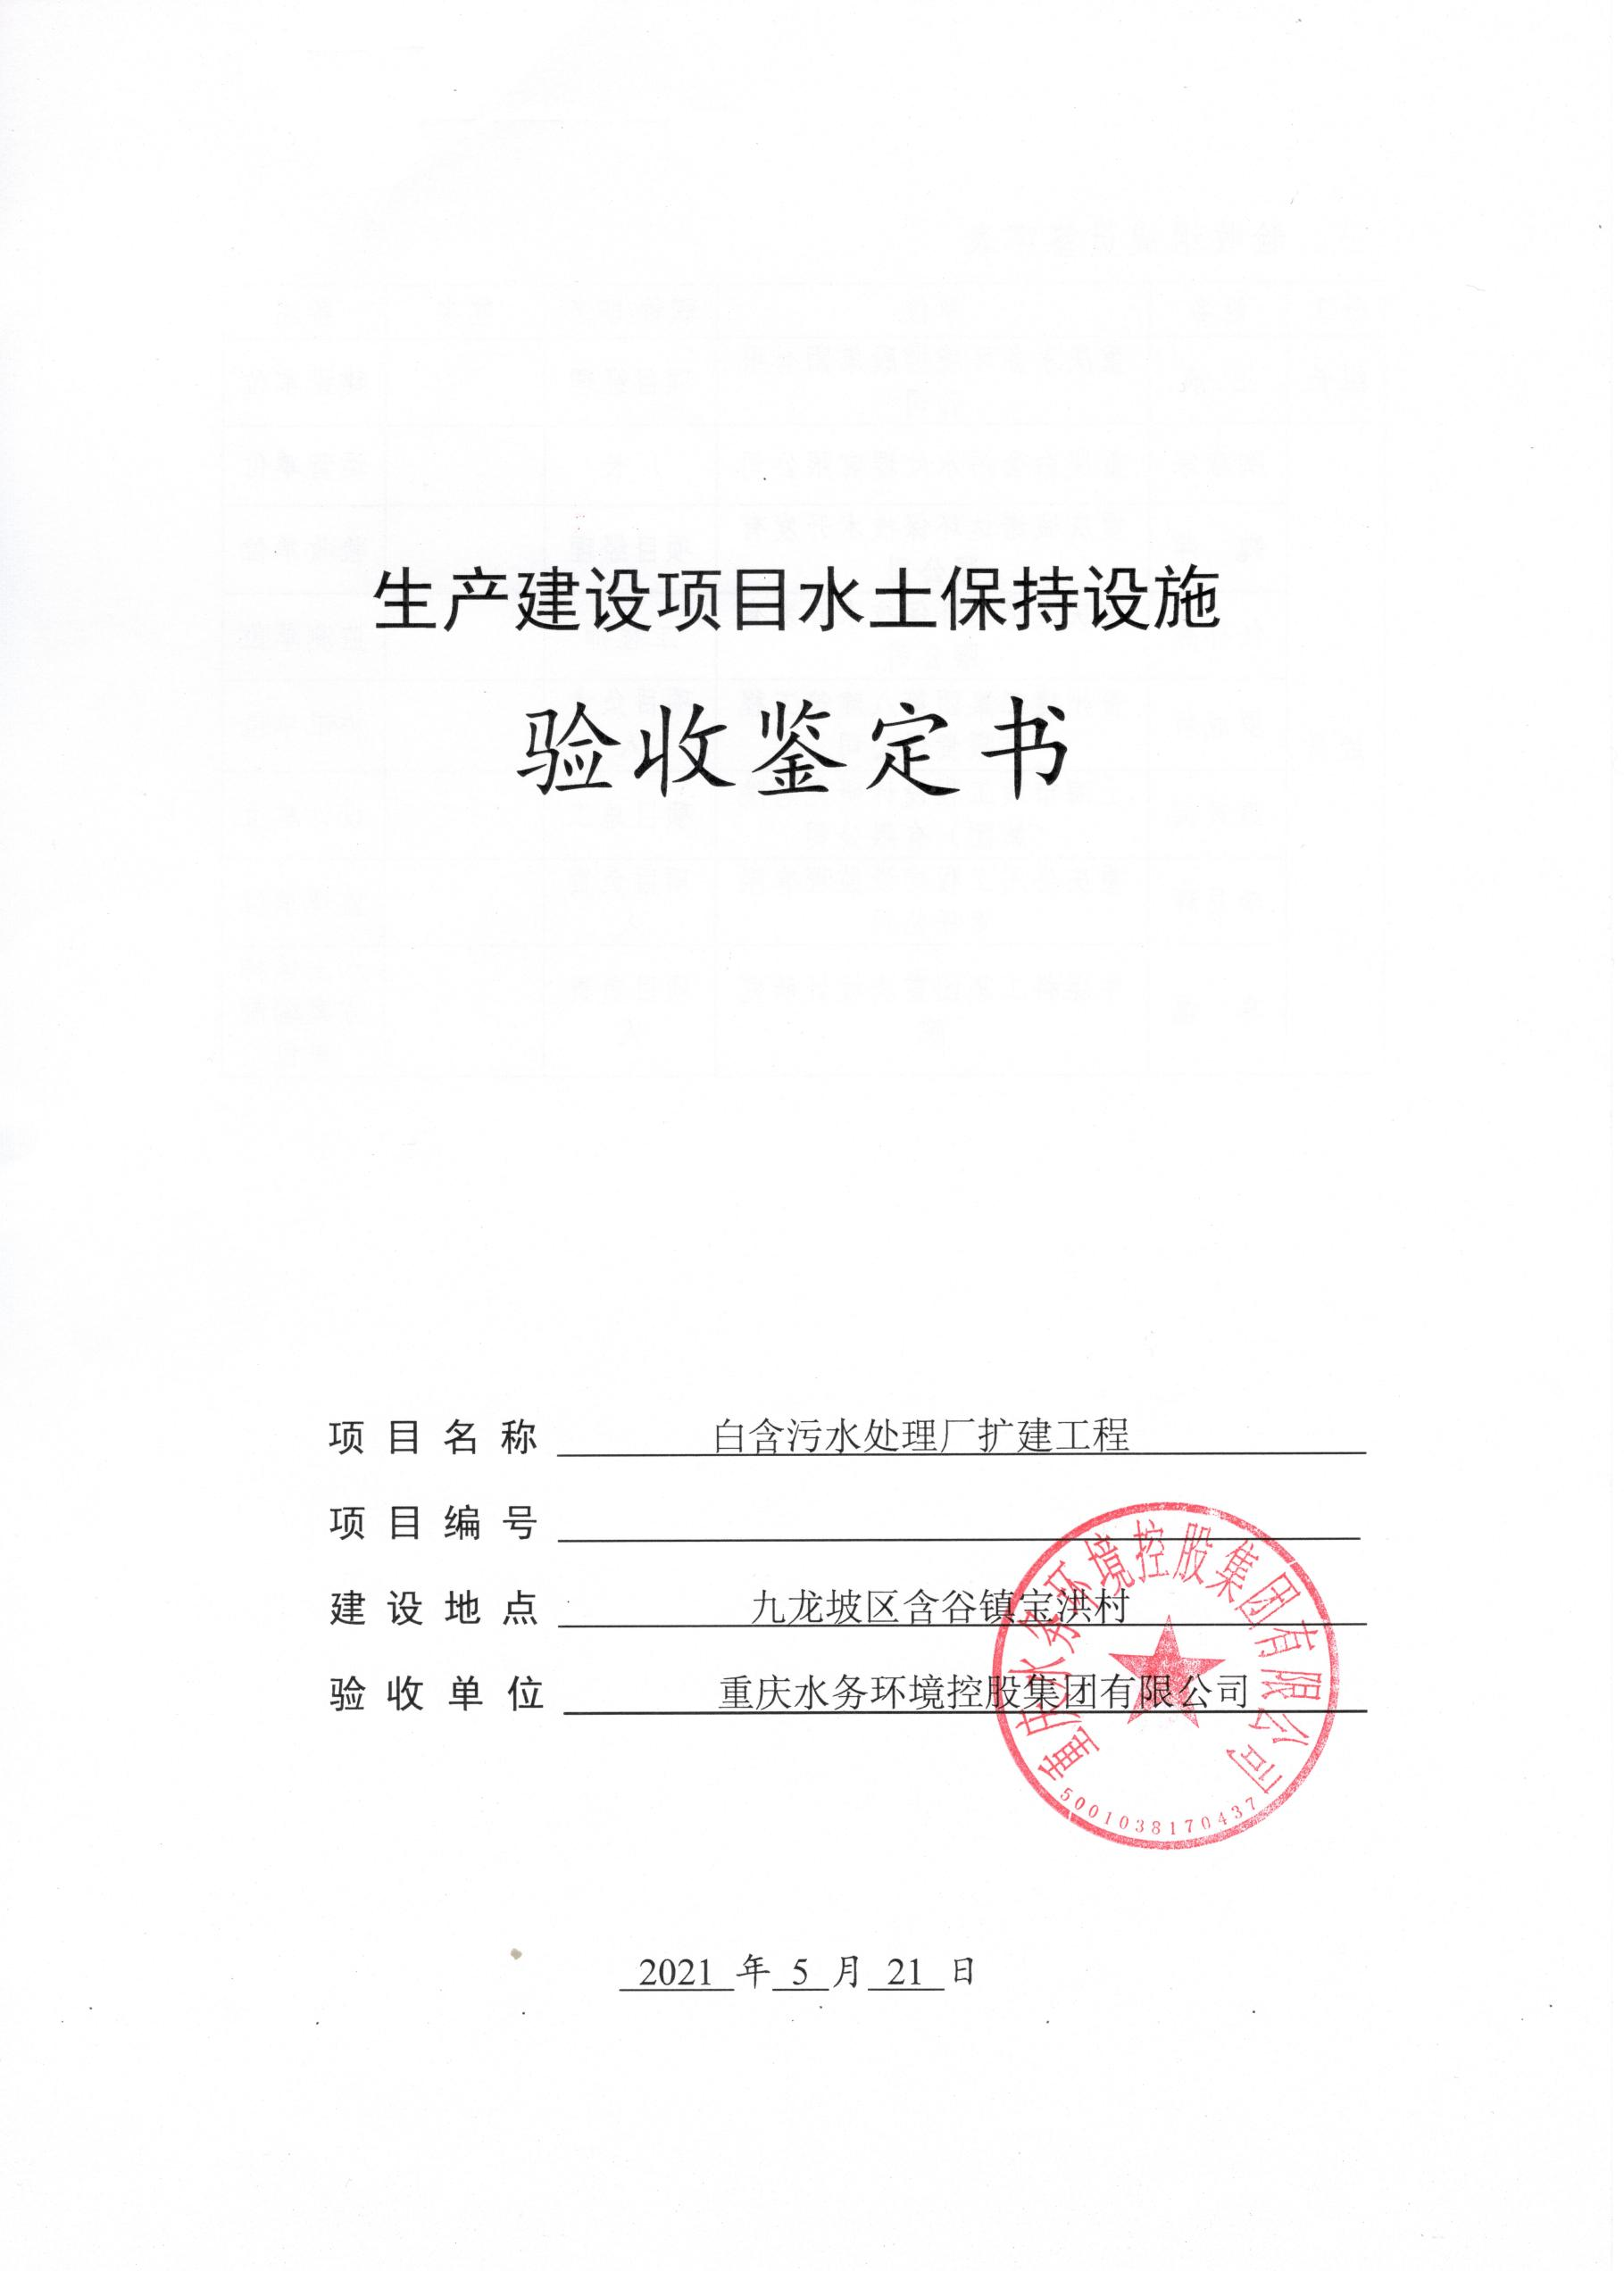 生产建设项目水土保持设施
验收鉴定书
项目名称 白含污水处理厂扩建工程
项目编号
建设地点 九龙坡区含谷镇宝洪村
验收单位 重庆水务环境控股集团有限公司
重庆水务环境控股集团有限公司
5001038170437
2021 年 5 月 21 日